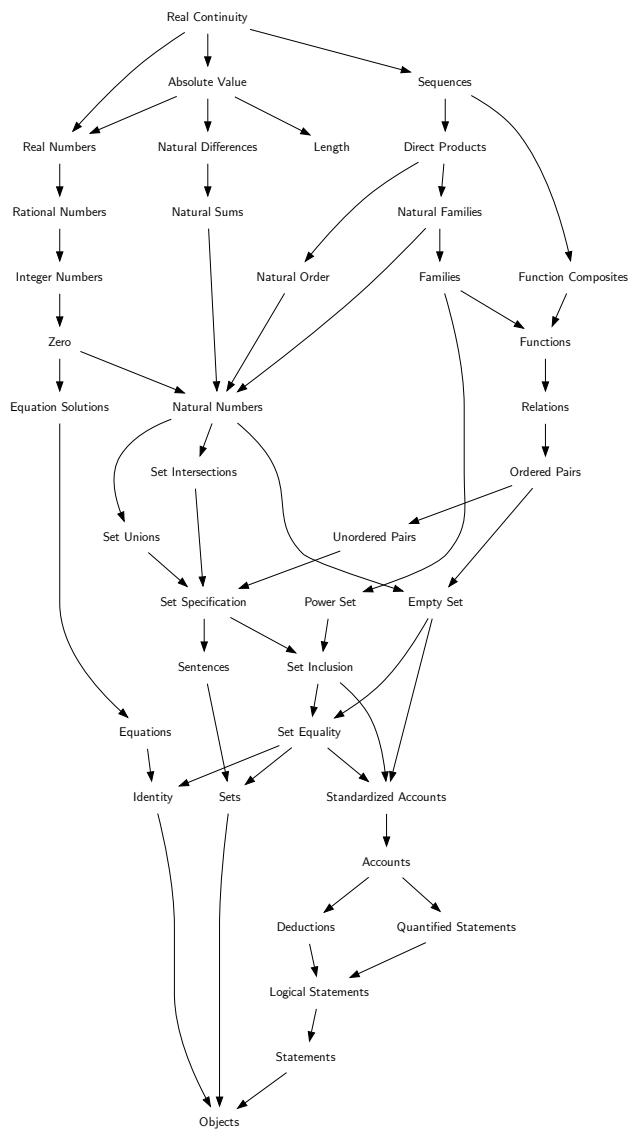 Real Continuity
Absolute Value
Sequences
Real Numbers
Natural Differences
Length
Direct Products
Rational Numbers
Natural Sums
Natural Families
Integer Numbers
Natural Order
Families
Function Composites
Zero
Functions
Equation Solutions
Natural Numbers
Relations
Set Intersections
Ordered Pairs
Set Unions
Unordered Pairs
Set Specification
Power Set
Empty Set
Sentences
Set Inclusion
Equations
Set Equality
Identity
Sets
Standardized Accounts
Accounts
Deductions
Quantified Statements
Logical Statements
Statements
Objects